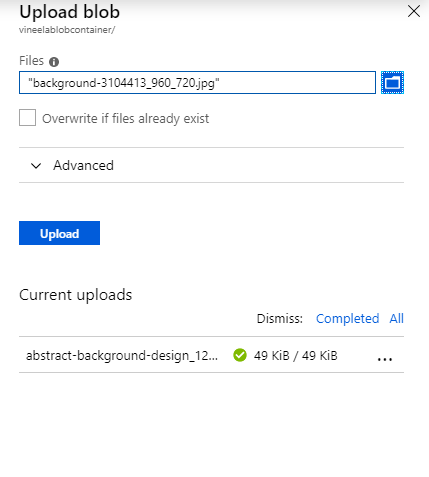 Upload blob
vineelablobcontainer/
Files
"background-3104413_960_720.jpg"
Overwrite if files already exist
Advanced
Upload
Current uploads
Dismiss: Completed All
abstract-background-design_12... 49 KiB / 49 KiB ...